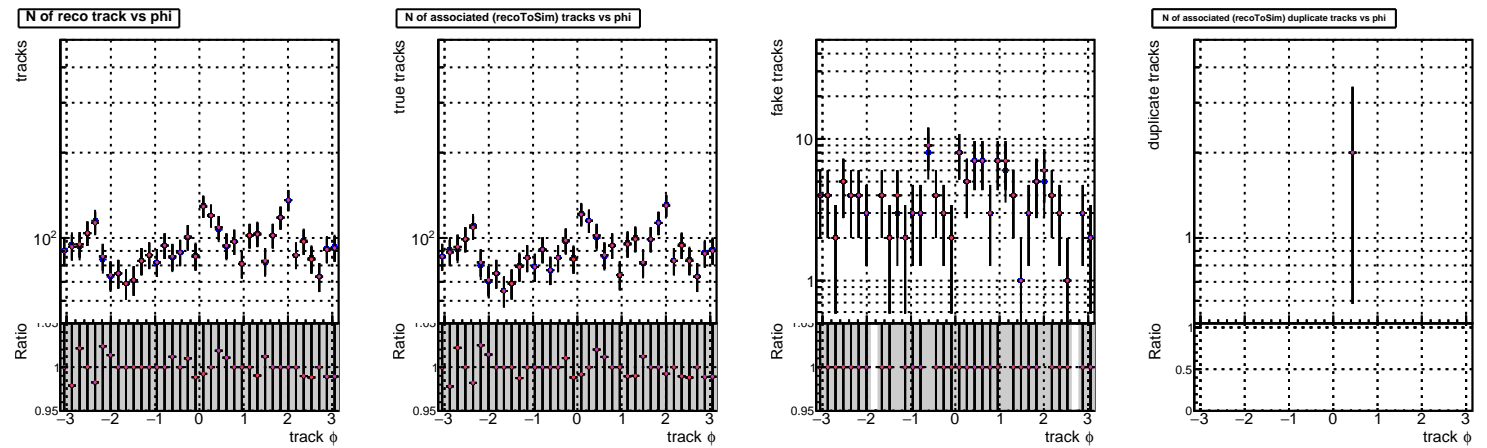 N of reco track vs phi
tracks
10²
Ratio
1.05
1
0.95
−3 −2 −1 0 1 2 3
track ϕ
N of associated (recoToSim) tracks vs phi
true tracks
10²
Ratio
1.05
1
0.95
−3 −2 −1 0 1 2 3
track ϕ
fake tracks
10
1
Ratio
1.05
1
0.95
−3 −2 −1 0 1 2 3
track ϕ
N of associated (recoToSim) duplicate tracks vs phi
duplicate tracks
1
Ratio
1
0.5
0
−3 −2 −1 0 1 2 3
track ϕ